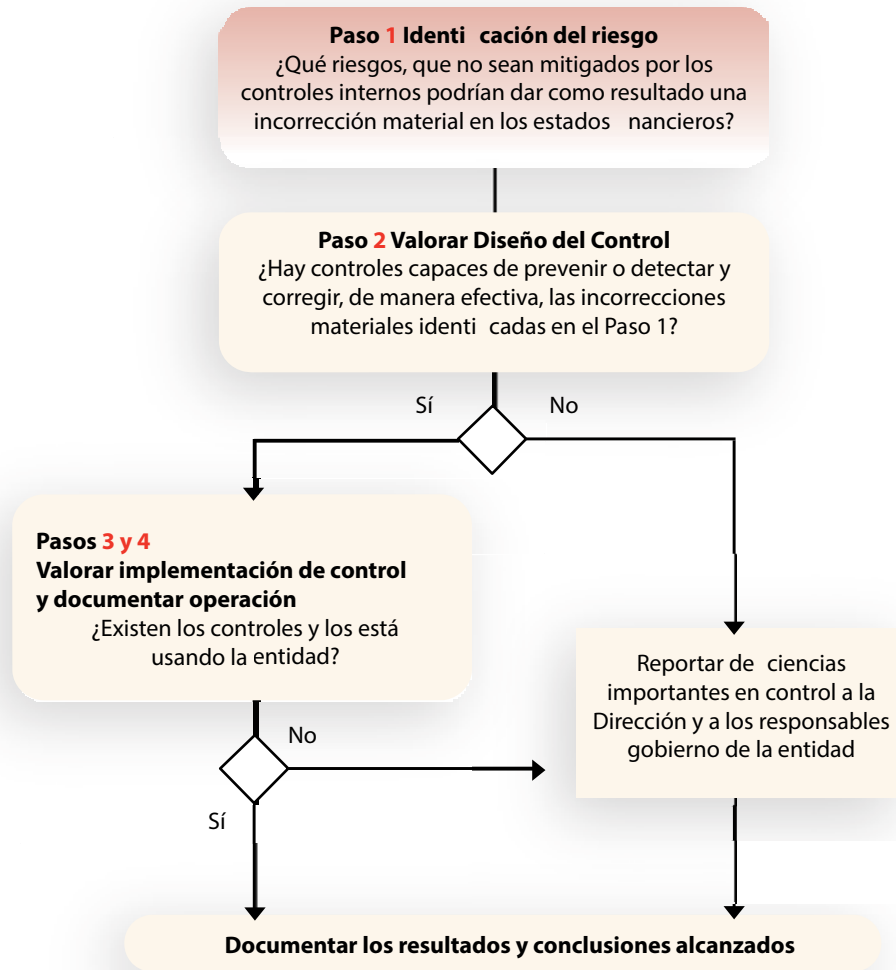 Paso 1 Identi cación del riesgo
¿Qué riesgos, que no sean mitigados por los
controles internos podrían dar como resultado una
incorrección material en los estados nancieros?
Paso 2 Valorar Diseño del Control
¿Hay controles capaces de prevenir o detectar y
corregir, de manera efectiva, las incorrecciones
materiales identi cadas en el Paso 1?
Sí
No
Pasos 3 y 4
Valorar implementación de control
y documentar operación
¿Existen los controles y los está
usando la entidad?
Reportar de ciencias
importantes en control a la
Dirección y a los responsables
gobierno de la entidad
No
Sí
Documentar los resultados y conclusiones alcanzados